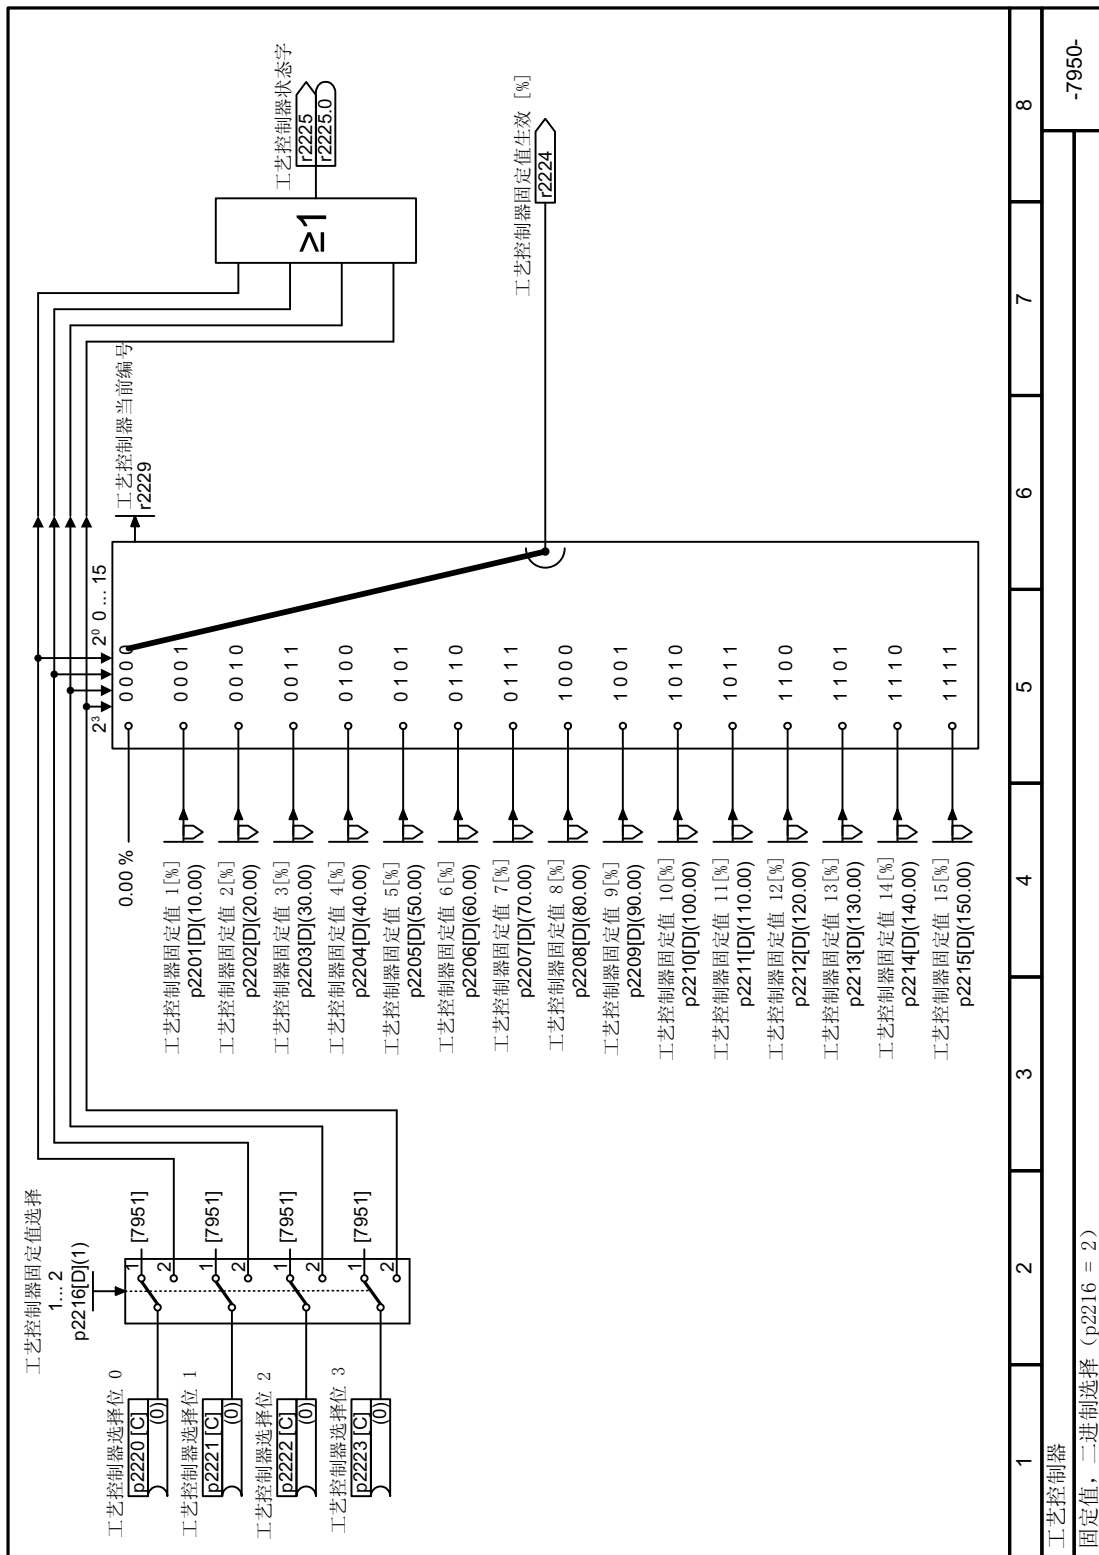 工艺控制器固定值选择
1 ... 2
p2216[D](1)
工艺控制器选择位 0
p2220 [C]
(0)
1
[7951]
2
工艺控制器选择位 1
p2221 [C]
(0)
1
[7951]
2
工艺控制器选择位 2
p2222 [C]
(0)
1
[7951]
2
工艺控制器选择位 3
p2223 [C]
(0)
1
[7951]
2
0.00 %
工艺控制器固定值 1[%]
p2201[D](10.00)
工艺控制器固定值 2[%]
p2202[D](20.00)
工艺控制器固定值 3[%]
p2203[D](30.00)
工艺控制器固定值 4[%]
p2204[D](40.00)
工艺控制器固定值 5[%]
p2205[D](50.00)
工艺控制器固定值 6[%]
p2206[D](60.00)
工艺控制器固定值 7[%]
p2207[D](70.00)
工艺控制器固定值 8[%]
p2208[D](80.00)
工艺控制器固定值 9[%]
p2209[D](90.00)
工艺控制器固定值 10[%]
p2210[D](100.00)
工艺控制器固定值 11[%]
p2211[D](110.00)
工艺控制器固定值 12[%]
p2212[D](120.00)
工艺控制器固定值 13[%]
p2213[D](130.00)
工艺控制器固定值 14[%]
p2214[D](140.00)
工艺控制器固定值 15[%]
p2215[D](150.00)
2³ 2⁰ 0 ... 15
0 0 0 0
0 0 0 1
0 0 1 0
0 0 1 1
0 1 0 0
0 1 0 1
0 1 1 0
0 1 1 1
1 0 0 0
1 0 0 1
1 0 1 0
1 0 1 1
1 1 0 0
1 1 0 1
1 1 1 0
1 1 1 1
工艺控制器当前编号
r2229
≥1
工艺控制器状态字
r2225
r2225.0
工艺控制器固定值生效 [%]
r2224
1 2 3 4 5 6 7 8
工艺控制器
固定值, 二进制选择 (p2216 = 2)
-7950-